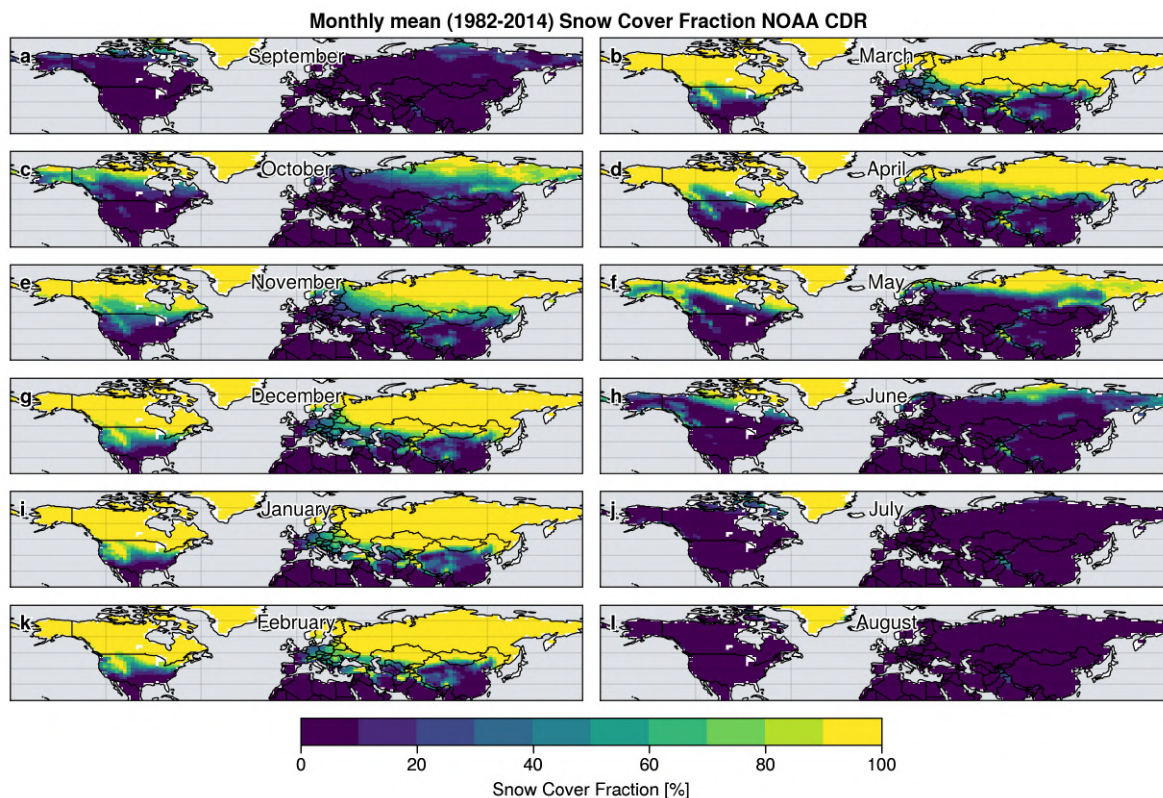 Monthly mean (1982-2014) Snow Cover Fraction NOAA CDR
a September
b March
c October
d April
e November
f May
g December
h June
i January
j July
k February
l August
0 20 40 60 80 100
Snow Cover Fraction [%]